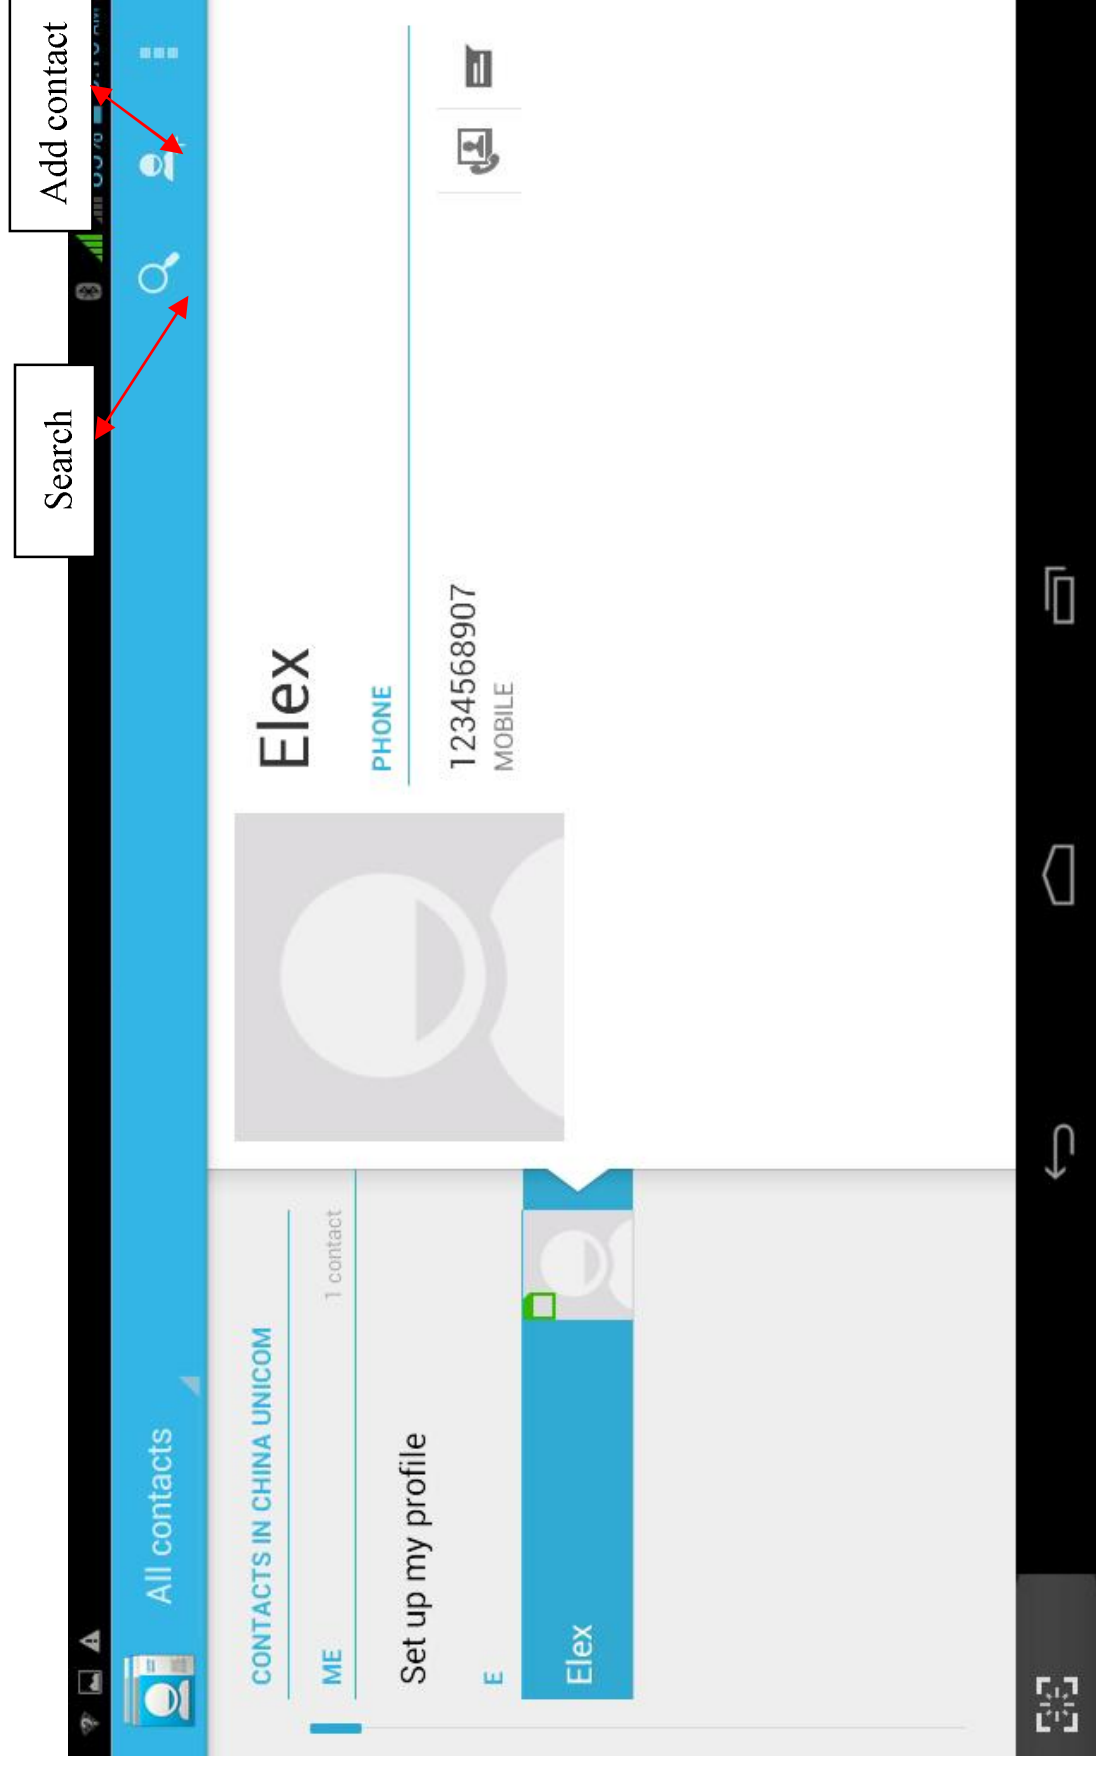 Search
Add contact
All contacts
CONTACTS IN CHINA UNICOM
ME
1 contact
Set up my profile
E
Elex
Elex
PHONE
1234568907
MOBILE